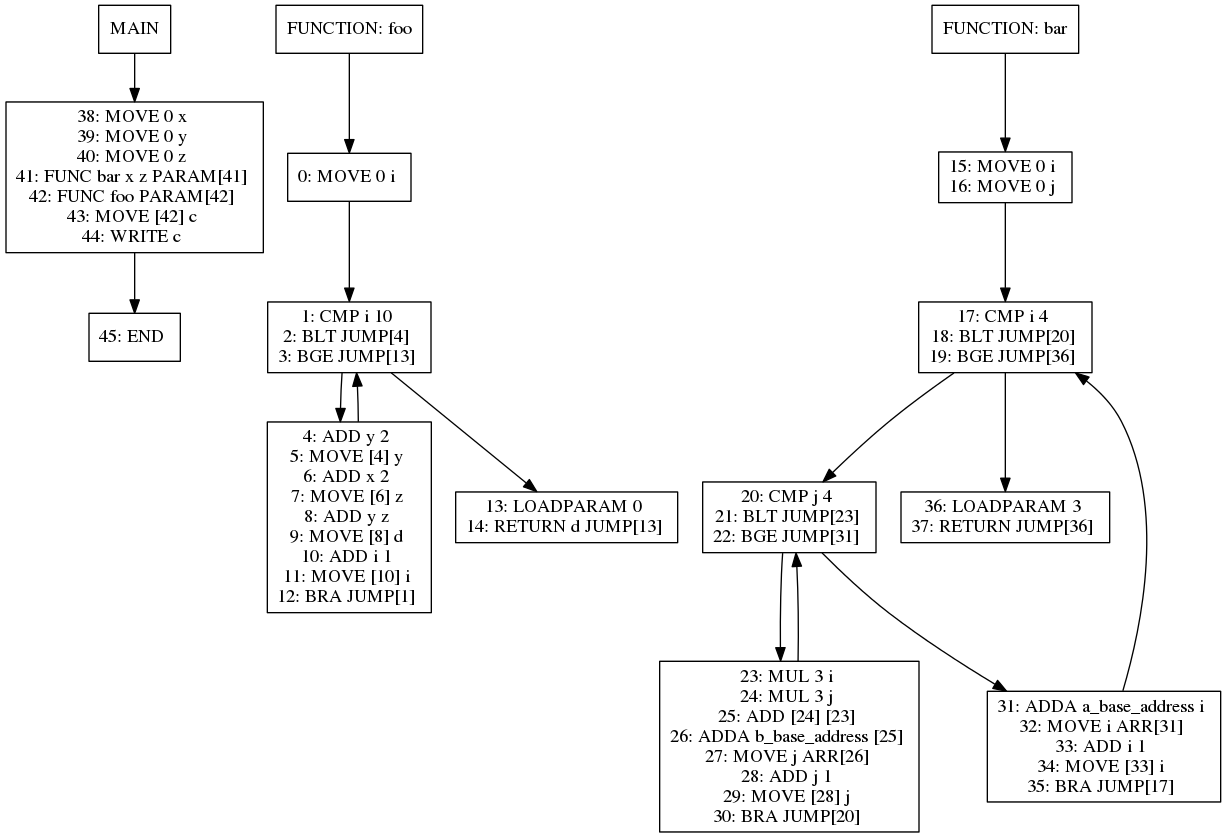 MAIN
38: MOVE 0 x
39: MOVE 0 y
40: MOVE 0 z
41: FUNC bar x z PARAM[41]
42: FUNC foo PARAM[42]
43: MOVE [42] c
44: WRITE c
45: END
FUNCTION: foo
0: MOVE 0 i
1: CMP i 10
2: BLT JUMP[4]
3: BGE JUMP[13]
4: ADD y 2
5: MOVE [4] y
6: ADD x 2
7: MOVE [6] z
8: ADD y z
9: MOVE [8] d
10: ADD i 1
11: MOVE [10] i
12: BRA JUMP[1]
13: LOADPARAM 0
14: RETURN d JUMP[13]
FUNCTION: bar
15: MOVE 0 i
16: MOVE 0 j
17: CMP i 4
18: BLT JUMP[20]
19: BGE JUMP[36]
20: CMP j 4
21: BLT JUMP[23]
22: BGE JUMP[31]
36: LOADPARAM 3
37: RETURN JUMP[36]
23: MUL 3 i
24: MUL 3 j
25: ADD [24] [23]
26: ADDA b_base_address [25]
27: MOVE j ARR[26]
28: ADD j 1
29: MOVE [28] j
30: BRA JUMP[20]
31: ADDA a_base_address i
32: MOVE i ARR[31]
33: ADD i 1
34: MOVE [33] i
35: BRA JUMP[17]